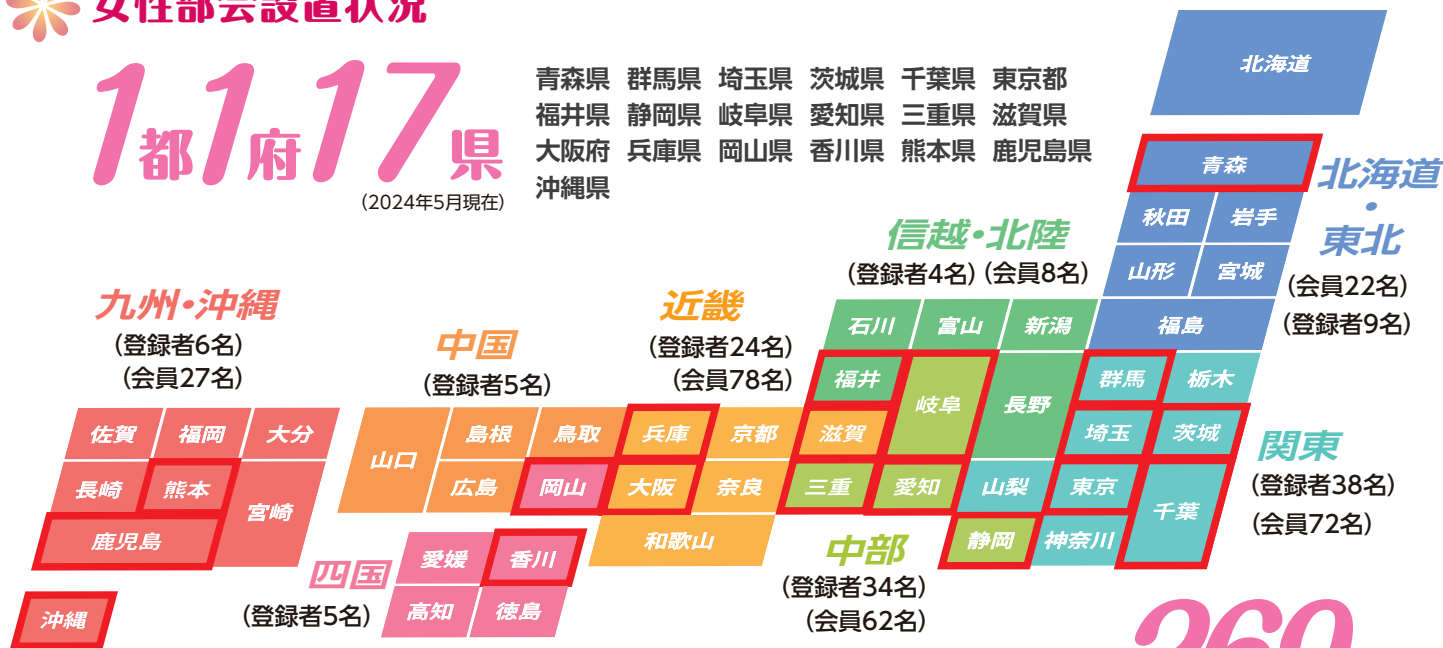 女性部会設置状況
1都1府17県
(2024年5月現在)
青森県 群馬県 埼玉県 茨城県 千葉県 東京都
福井県 静岡県 岐阜県 愛知県 三重県 滋賀県
大阪府 兵庫県 岡山県 香川県 熊本県 鹿児島県
沖縄県
北海道
青森
秋田 岩手
山形 宮城
福島
北海道
・
東北
(会員22名)
(登録者9名)
信越・北陸
(登録者4名) (会員8名)
石川 富山 新潟
福井 長野
群馬 栃木
埼玉 茨城
山梨 東京 千葉
神奈川
関東
(登録者38名)
(会員72名)
岐阜
三重 愛知
静岡
中部
(登録者34名)
(会員62名)
近畿
(登録者24名)
(会員78名)
兵庫 京都 滋賀
大阪 奈良
和歌山
中国
(登録者5名)
山口 島根 鳥取
広島 岡山
四国
(登録者5名)
愛媛 香川
高知 徳島
九州・沖縄
(登録者6名)
(会員27名)
佐賀 福岡 大分
長崎 熊本 宮崎
鹿児島
沖縄